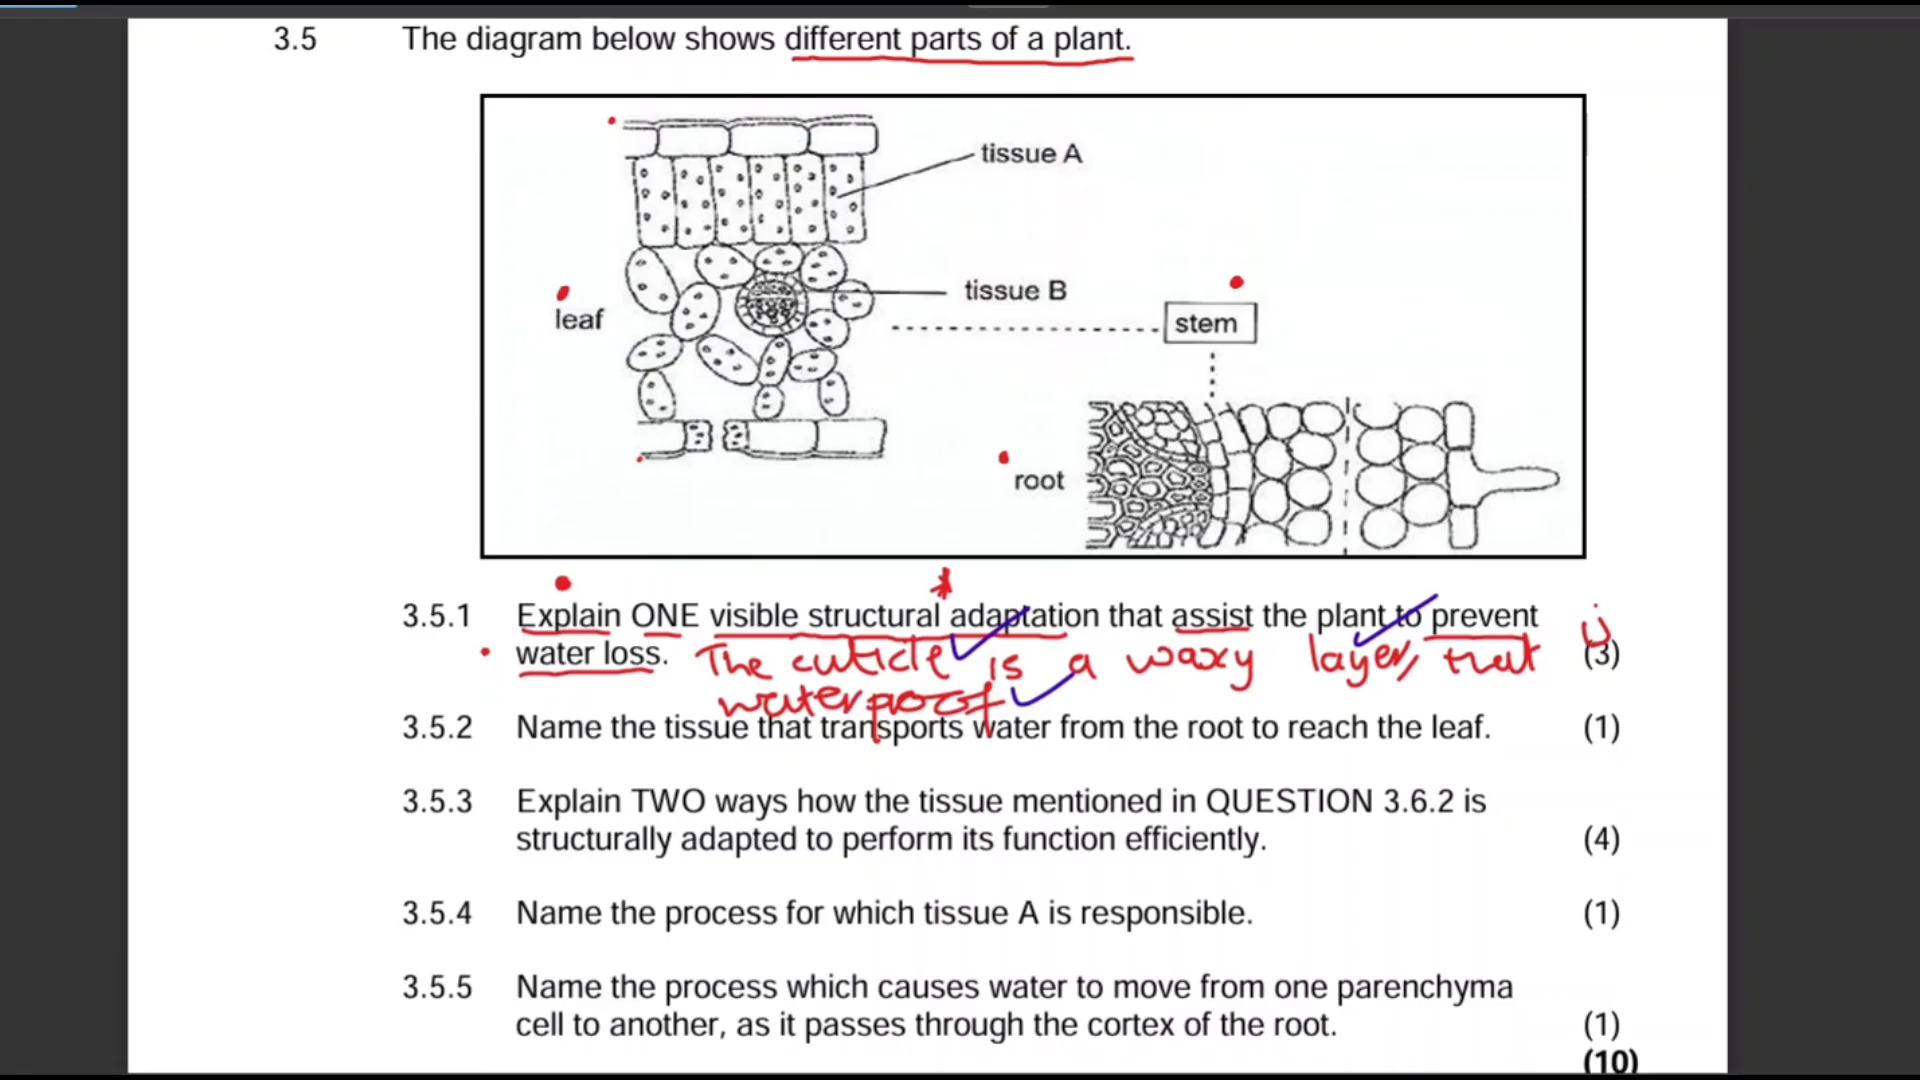 3.5 The diagram below shows different parts of a plant.
tissue A
tissue B
leaf
stem
root
3.5.1 Explain ONE visible structural adaptation that assist the plant to prevent
water loss. The cuticle is a waxy layer, that (3)
waterproof
3.5.2 Name the tissue that transports water from the root to reach the leaf. (1)
3.5.3 Explain TWO ways how the tissue mentioned in QUESTION 3.6.2 is
structurally adapted to perform its function efficiently. (4)
3.5.4 Name the process for which tissue A is responsible. (1)
3.5.5 Name the process which causes water to move from one parenchyma
cell to another, as it passes through the cortex of the root. (1)
(10)